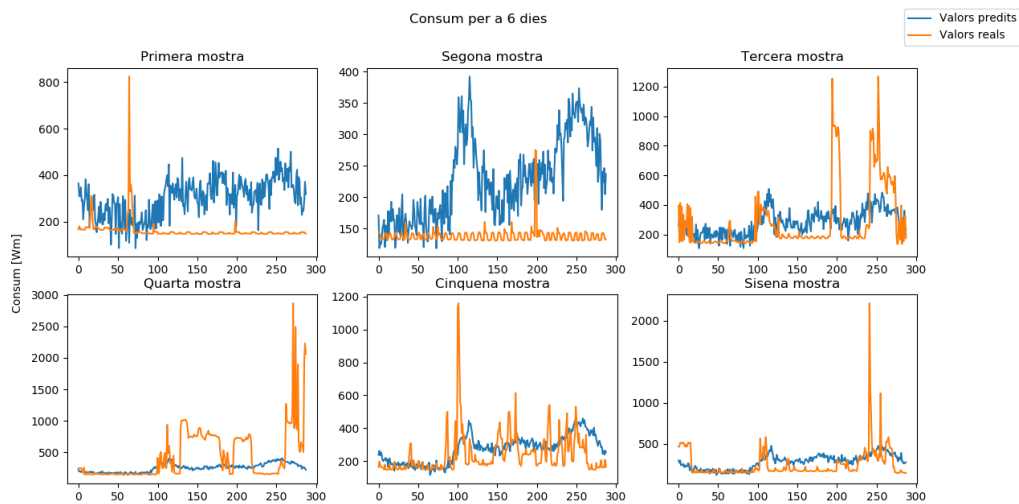 Consum per a 6 dies
Valors predits
Valors reals
Consum [Wm]
Primera mostra
800
600
400
200
0 50 100 150 200 250 300
Segona mostra
400
350
300
250
200
150
0 50 100 150 200 250 300
Tercera mostra
1200
1000
800
600
400
200
0 50 100 150 200 250 300
Quarta mostra
3000
2500
2000
1500
1000
500
0 50 100 150 200 250 300
Cinquena mostra
1200
1000
800
600
400
200
0 50 100 150 200 250 300
Sisena mostra
2000
1500
1000
500
0 50 100 150 200 250 300